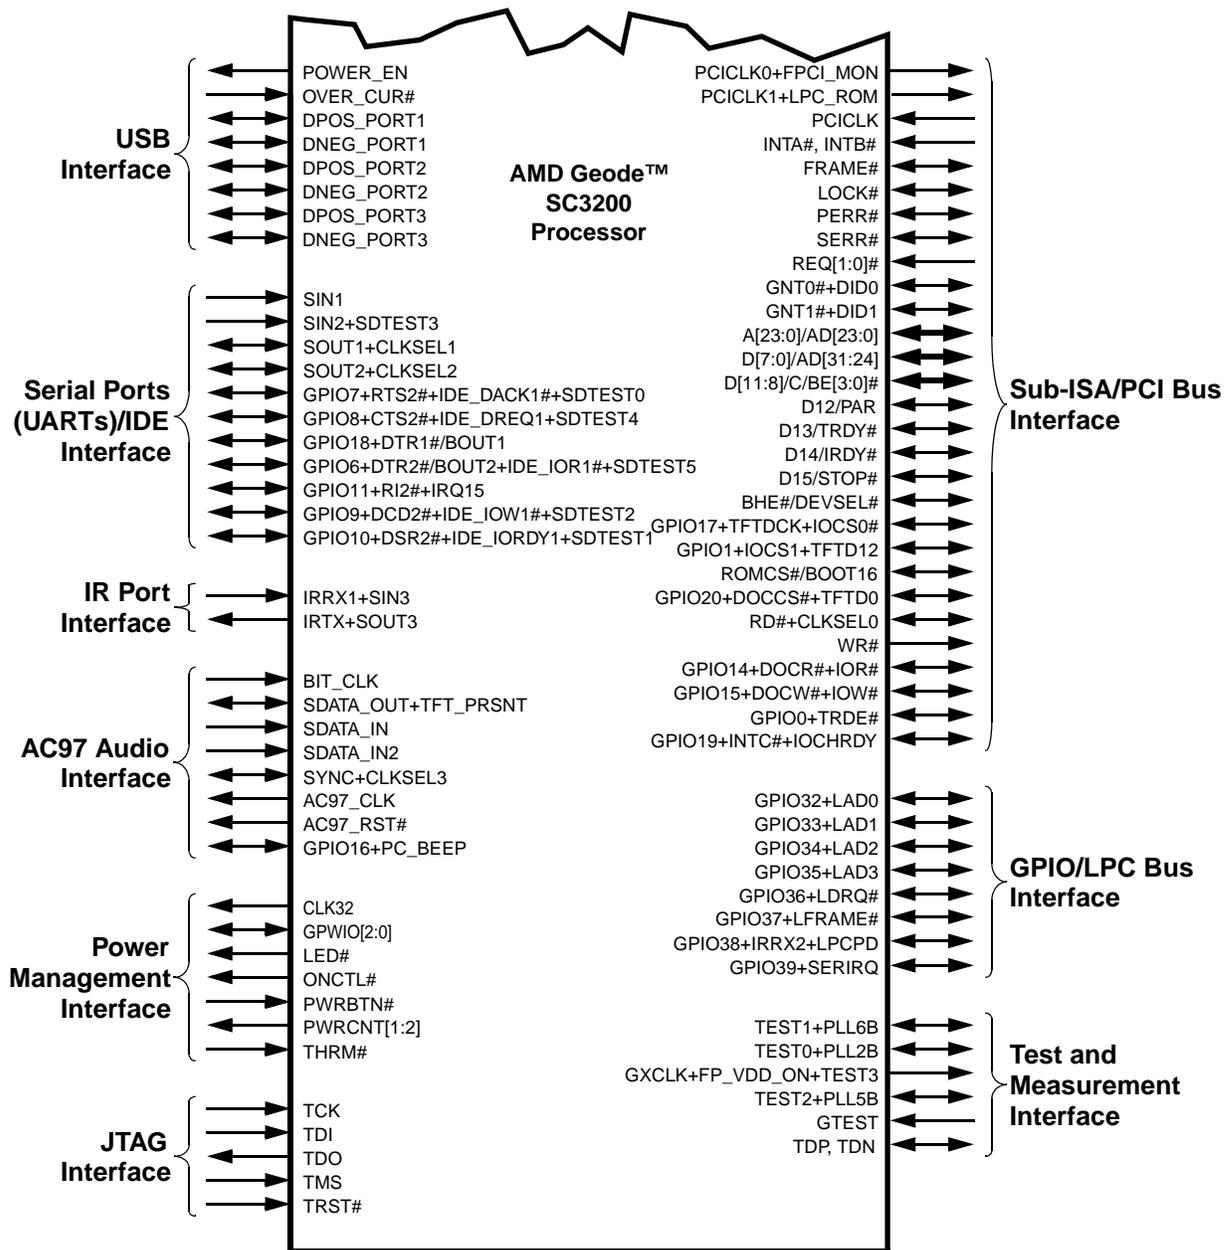 AMD Geode™
SC3200
Processor
USB
Interface
POWER_EN
OVER_CUR#
DPOS_PORT1
DNEG_PORT1
DPOS_PORT2
DNEG_PORT2
DPOS_PORT3
DNEG_PORT3
Serial Ports
(UARTs)/IDE
Interface
SIN1
SIN2+SDTEST3
SOUT1+CLKSEL1
SOUT2+CLKSEL2
GPIO7+RTS2#+IDE_DACK1#+SDTEST0
GPIO8+CTS2#+IDE_DREQ1+SDTEST4
GPIO18+DTR1#/BOUT1
GPIO6+DTR2#/BOUT2+IDE_IOR1#+SDTEST5
GPIO11+RI2#+IRQ15
GPIO9+DCD2#+IDE_IOW1#+SDTEST2
GPIO10+DSR2#+IDE_IORDY1+SDTEST1
IR Port
Interface
IRRX1+SIN3
IRTX+SOUT3
AC97 Audio
Interface
BIT_CLK
SDATA_OUT+TFT_PRSNT
SDATA_IN
SDATA_IN2
SYNC+CLKSEL3
AC97_CLK
AC97_RST#
GPIO16+PC_BEEP
Power
Management
Interface
CLK32
GPWIO[2:0]
LED#
ONCTL#
PWRBTN#
PWRCNT[1:2]
THRM#
JTAG
Interface
TCK
TDI
TDO
TMS
TRST#
PCICLK0+FPCI_MON
PCICLK1+LPC_ROM
PCICLK
INTA#, INTB#
FRAME#
LOCK#
PERR#
SERR#
REQ[1:0]#
GNT0#+DID0
GNT1#+DID1
A[23:0]/AD[23:0]
D[7:0]/AD[31:24]
D[11:8]/C/BE[3:0]#
D12/PAR
D13/TRDY#
D14/IRDY#
D15/STOP#
BHE#/DEVSEL#
GPIO17+TFTDCK+IOCS0#
GPIO1+IOCS1+TFTD12
ROMCS#/BOOT16
GPIO20+DOCCS#+TFTD0
RD#+CLKSEL0
WR#
GPIO14+DOCR#+IOR#
GPIO15+DOCW#+IOW#
GPIO0+TRDE#
GPIO19+INTC#+IOCHRDY
Sub-ISA/PCI Bus
Interface
GPIO32+LAD0
GPIO33+LAD1
GPIO34+LAD2
GPIO35+LAD3
GPIO36+LDRQ#
GPIO37+LFRAME#
GPIO38+IRRX2+LPCPD
GPIO39+SERIRQ
GPIO/LPC Bus
Interface
TEST1+PLL6B
TEST0+PLL2B
GXCLK+FP_VDD_ON+TEST3
TEST2+PLL5B
GTEST
TDP, TDN
Test and
Measurement
Interface